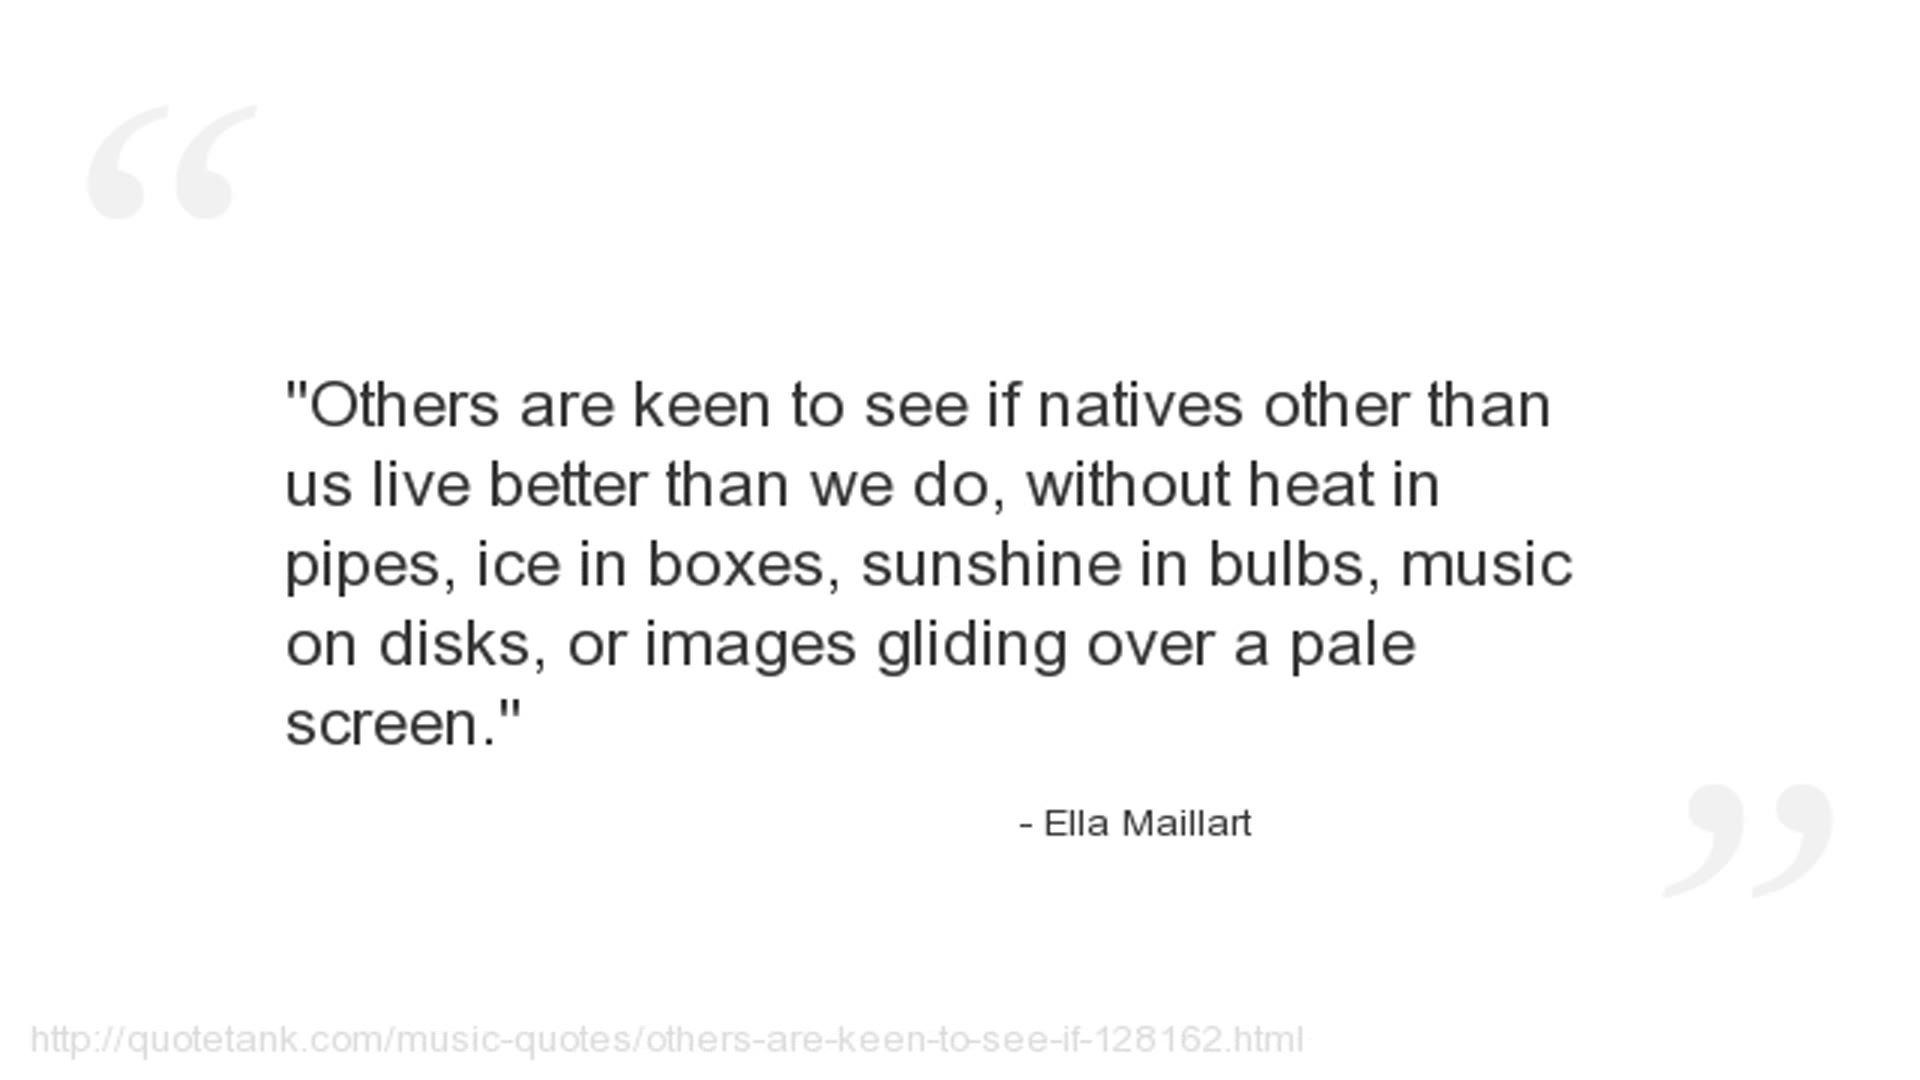 "Others are keen to see if natives other than
us live better than we do, without heat in
pipes, ice in boxes, sunshine in bulbs, music
on disks, or images gliding over a pale
screen."
- Ella Maillart
http://quotetank.com/music-quotes/others-are-keen-to-see-if-128162.html